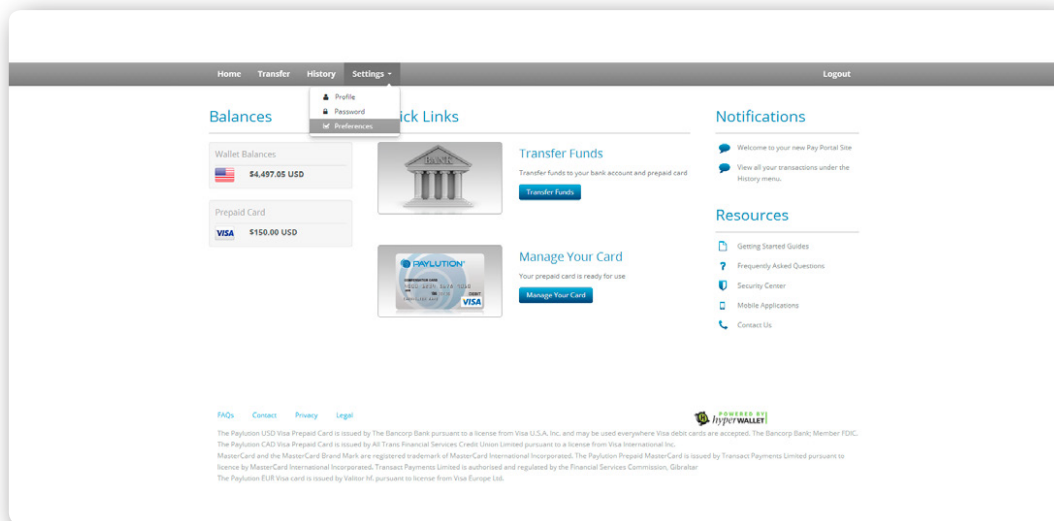 Home Transfer History Settings
Logout
Profile
Password
Preferences
Balances
Wallet Balances
$4,497.05 USD
Prepaid Card
VISA $150.00 USD
ick Links
BANK
Transfer Funds
Transfer funds to your bank account and prepaid card
Transfer Funds
PAYLUTION
DEBIT
VISA
Manage Your Card
Your prepaid card is ready for use
Manage Your Card
Notifications
Welcome to your new Pay Portal Site
View all your transactions under the
History menu.
Resources
Getting Started Guides
Frequently Asked Questions
Security Center
Mobile Applications
Contact Us
FAQs Contact Privacy Legal
POWERED BY
hyperWALLET
The Paylution USD Visa Prepaid Card is issued by The Bancorp Bank pursuant to a license from Visa U.S.A. Inc. and may be used everywhere Visa debit cards are accepted. The Bancorp Bank; Member FDIC.
The Paylution CAD Visa Prepaid Card is issued by All Trans Financial Services Credit Union Limited pursuant to a license from Visa International Inc.
MasterCard and the MasterCard Brand Mark are registered trademark of MasterCard International Incorporated. The Paylution Prepaid MasterCard is issued by Transact Payments Limited pursuant to
licence by MasterCard International Incorporated. Transact Payments Limited is authorised and regulated by the Financial Services Commission, Gibraltar
The Paylution EUR Visa card is issued by Valitor hf. pursuant to license from Visa Europe Ltd.